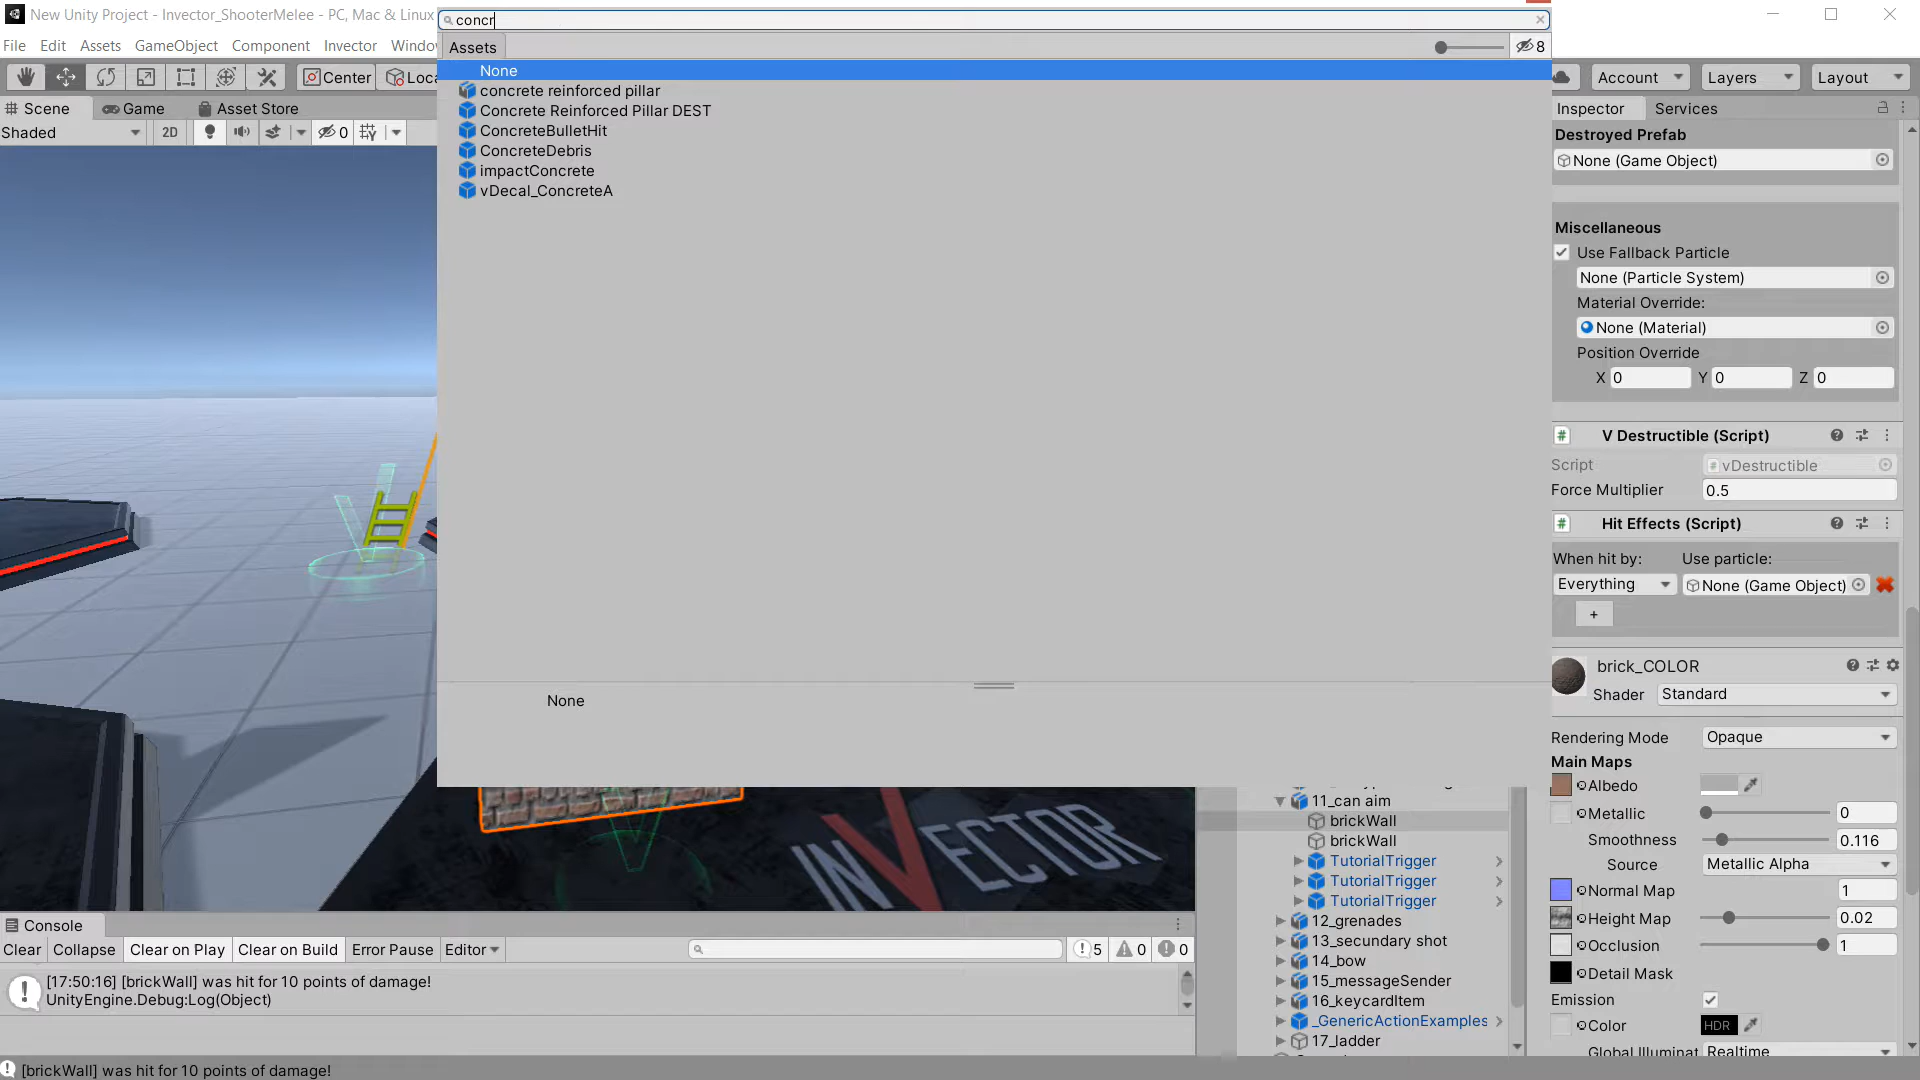 New Unity Project - Invector_ShooterMelee - PC, Mac & Linux
File Edit Assets GameObject Component Invector Window
Center Loca
Account Layers Layout
concr
Assets
8
None
concrete reinforced pillar
Concrete Reinforced Pillar DEST
ConcreteBulletHit
ConcreteDebris
impactConcrete
vDecal_ConcreteA
None
Scene Game Asset Store
Shaded 2D 0
INVECTOR
Inspector Services
Destroyed Prefab
None (Game Object)
Miscellaneous
Use Fallback Particle
None (Particle System)
Material Override:
None (Material)
Position Override
X 0 Y 0 Z 0
V Destructible (Script)
Script vDestructible
Force Multiplier 0.5
Hit Effects (Script)
When hit by: Use particle:
Everything None (Game Object)
+
brick_COLOR
Shader Standard
Rendering Mode Opaque
Main Maps
Albedo
Metallic 0
Smoothness 0.116
Source Metallic Alpha
Normal Map 1
Height Map 0.02
Occlusion 1
Detail Mask
Emission
Color HDR
Global Illuminat Realtime
11_can aim
brickWall
brickWall
TutorialTrigger
TutorialTrigger
TutorialTrigger
12_grenades
13_secundary shot
14_bow
15_messageSender
16_keycardItem
_GenericActionExamples
17_ladder
Console
Clear Collapse Clear on Play Clear on Build Error Pause Editor 5 0 0
[17:50:16] [brickWall] was hit for 10 points of damage!
UnityEngine.Debug:Log(Object)
[brickWall] was hit for 10 points of damage!